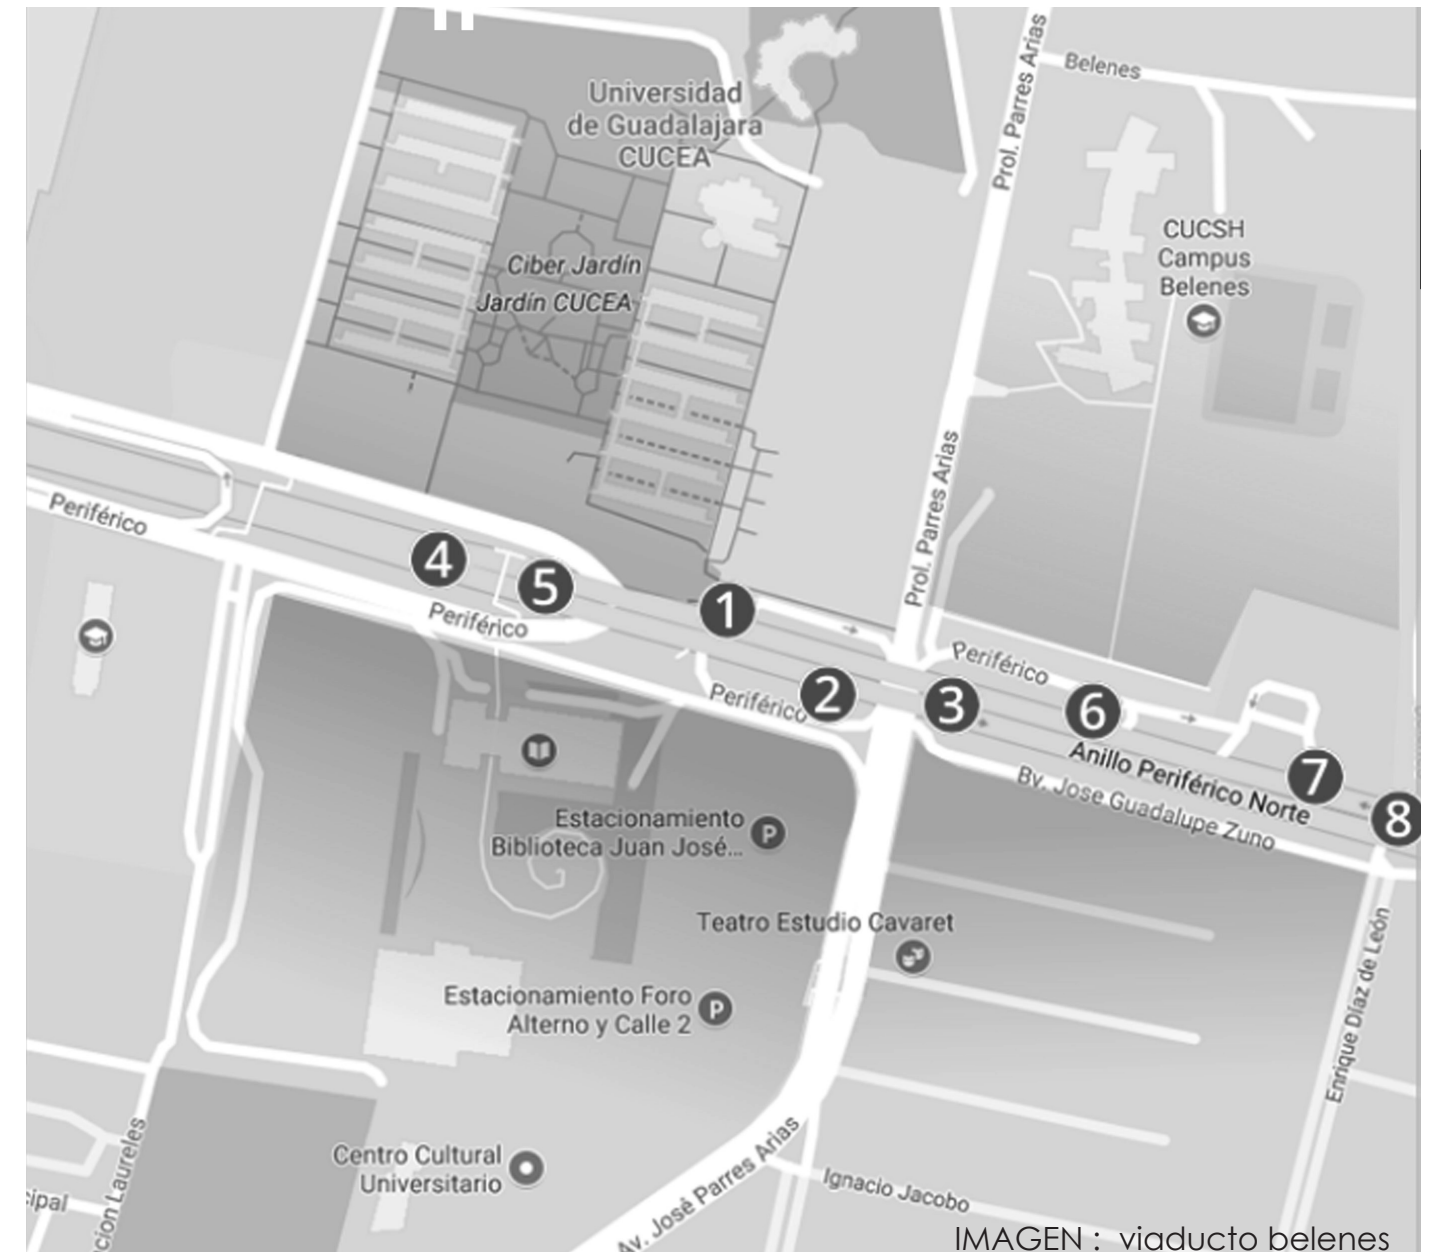 Universidad
de Guadalajara
CUCEA
Prol. Parres Arias
Belenes
CUCSH
Campus
Belenes
Ciber Jardín
Jardín CUCEA
Prol. Parres Arias
Periférico
4
5
1
Periférico
Periférico
2
3
6
7
8
Periférico
Anillo Periférico Norte
Bv. Jose Guadalupe Zuno
Estacionamiento
Biblioteca Juan José...
P
Teatro Estudio Cavaret
Estacionamiento Foro
Alterno y Calle 2
P
Enrique Díaz de León
Centro Cultural
Universitario
cion Laureles
cipal
Av. José Parres Arias
Ignacio Jacobo
IMAGEN : viaducto belenes